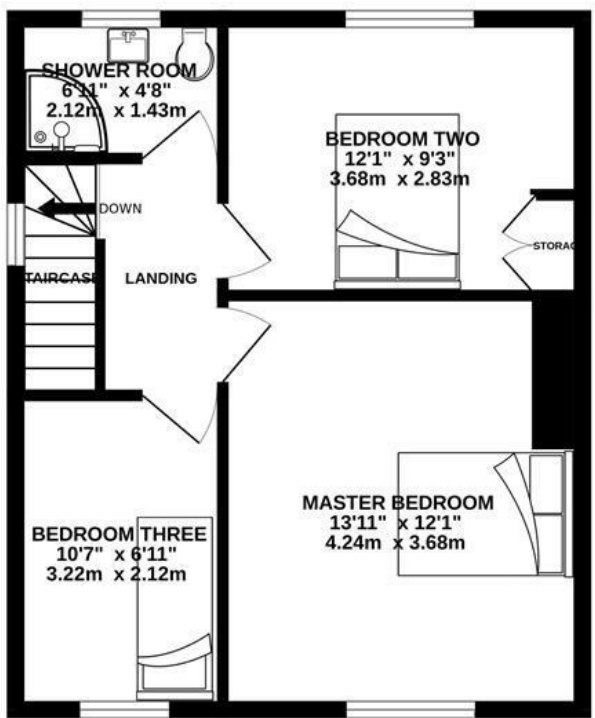 SHOWER ROOM
6'11" x 4'8"
2.12m x 1.43m
BEDROOM TWO
12'1" x 9'3"
3.68m x 2.83m
DOWN
STORAG
TAIRCASE
LANDING
MASTER BEDROOM
13'11" x 12'1"
4.24m x 3.68m
BEDROOM THREE
10'7" x 6'11"
3.22m x 2.12m